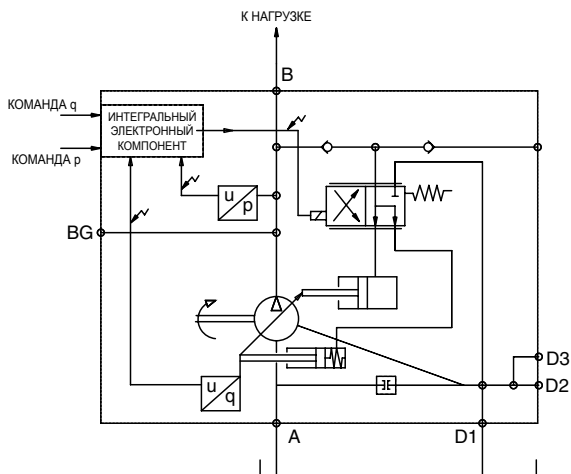 К НАГРУЗКЕ
B
КОМАНДА q
ИНТЕГРАЛЬНЫЙ
ЭЛЕКТРОННЫЙ
КОМПОНЕНТ
КОМАНДА p
u
p
BG
D3
u
q
D2
A
D1